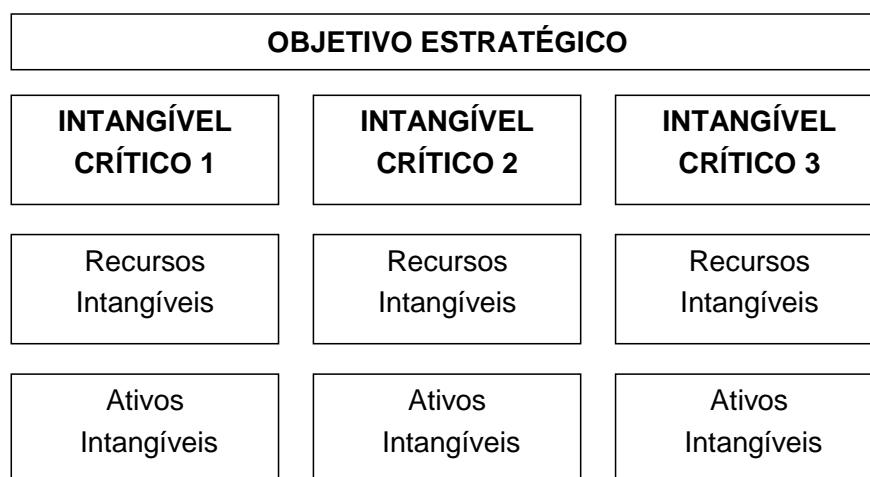 OBJETIVO ESTRATÉGICO
INTANGÍVEL
CRÍTICO 1
INTANGÍVEL
CRÍTICO 2
INTANGÍVEL
CRÍTICO 3
Recursos
Intangíveis
Recursos
Intangíveis
Recursos
Intangíveis
Ativos
Intangíveis
Ativos
Intangíveis
Ativos
Intangíveis